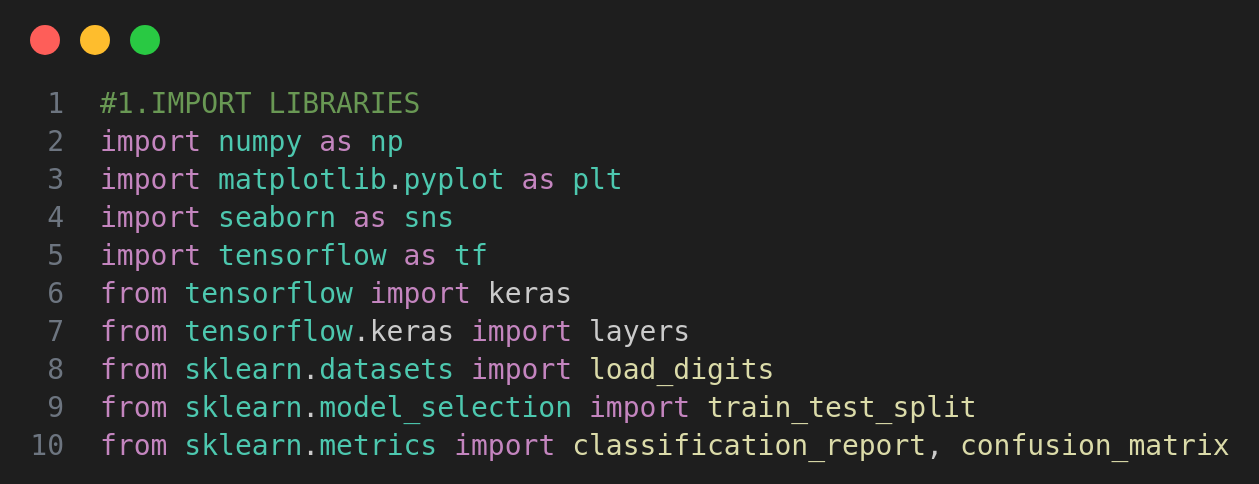 1 #1.IMPORT LIBRARIES
2 import numpy as np
3 import matplotlib.pyplot as plt
4 import seaborn as sns
5 import tensorflow as tf
6 from tensorflow import keras
7 from tensorflow.keras import layers
8 from sklearn.datasets import load_digits
9 from sklearn.model_selection import train_test_split
10 from sklearn.metrics import classification_report, confusion_matrix